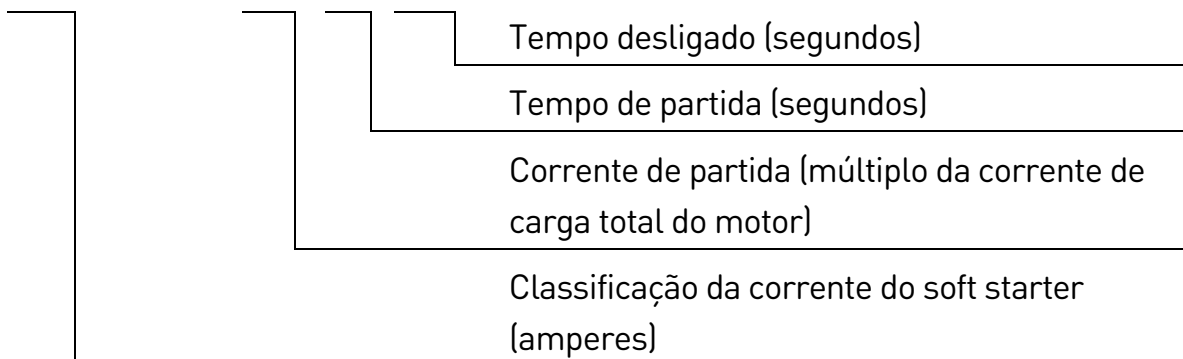 Tempo desligado (segundos)
Tempo de partida (segundos)
Corrente de partida (múltiplo da corrente de
carga total do motor)
Classificação da corrente do soft starter
(amperes)